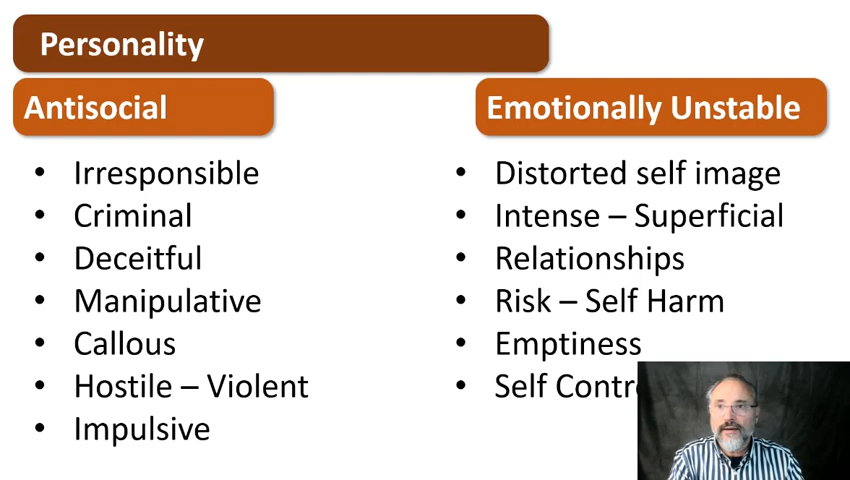 Personality
Antisocial
• Irresponsible
• Criminal
• Deceitful
• Manipulative
• Callous
• Hostile – Violent
• Impulsive
Emotionally Unstable
• Distorted self image
• Intense – Superficial
• Relationships
• Risk – Self Harm
• Emptiness
• Self